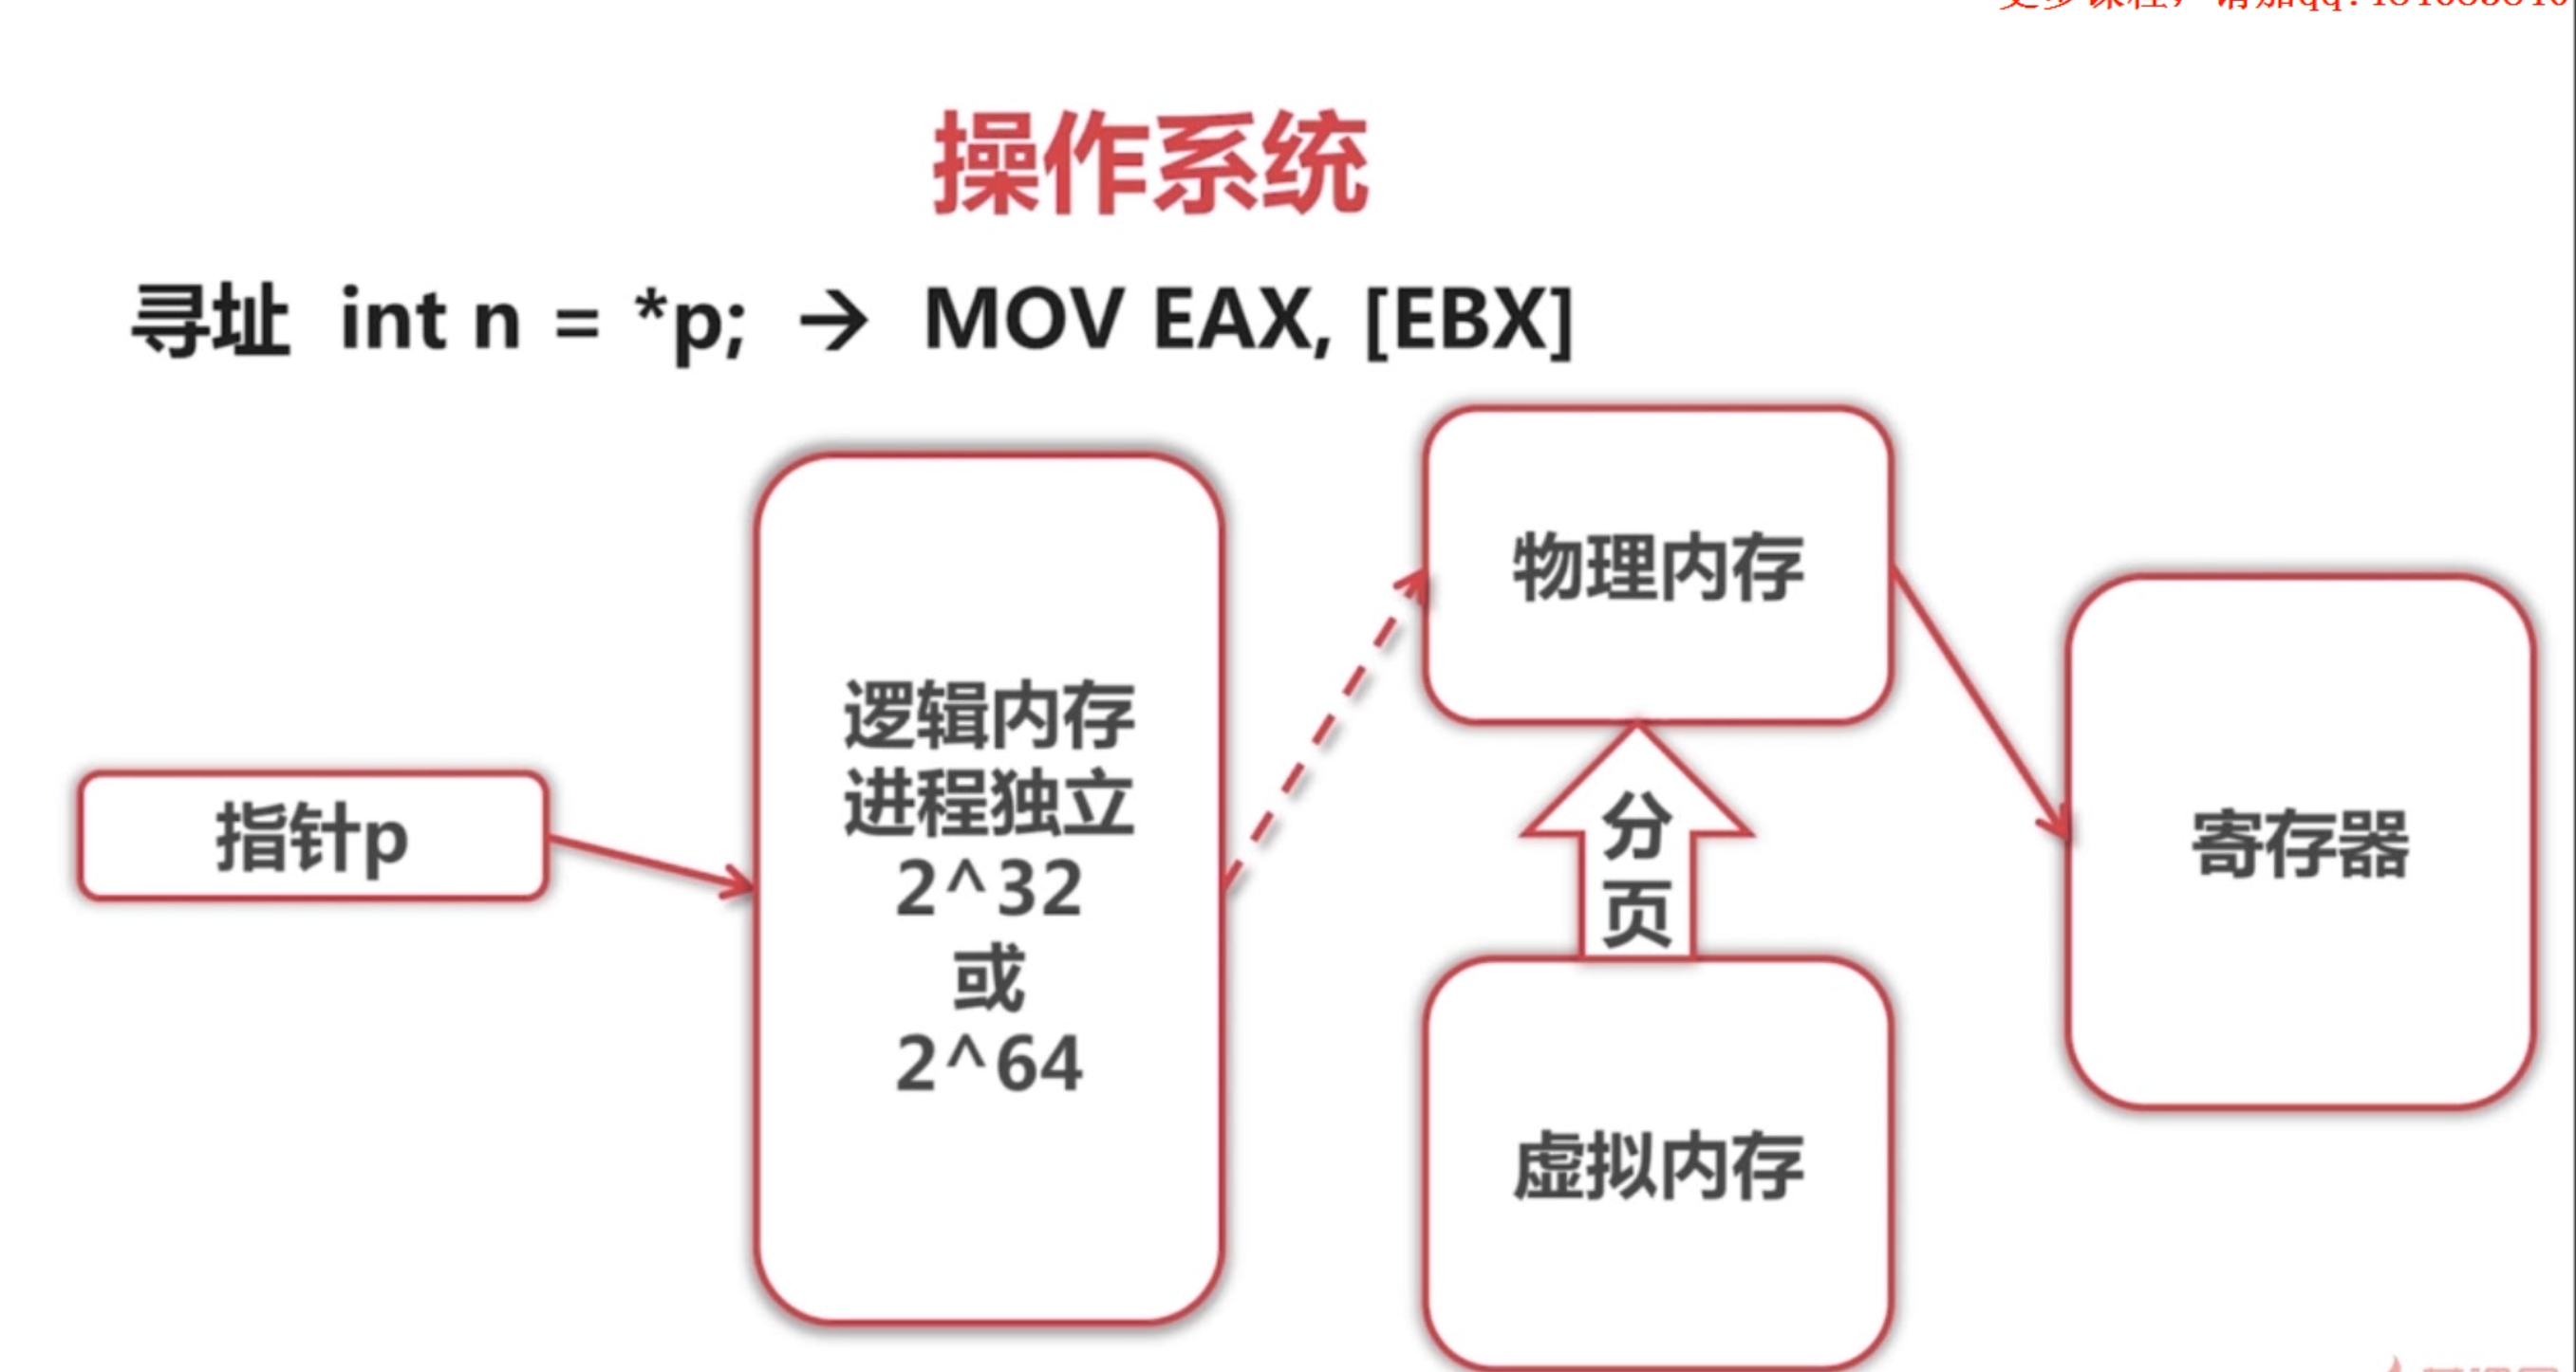 操作系统
寻址 int n = *p; → MOV EAX, [EBX]
指针p
逻辑内存
进程独立
2^32
或
2^64
物理内存
分
页
虚拟内存
寄存器